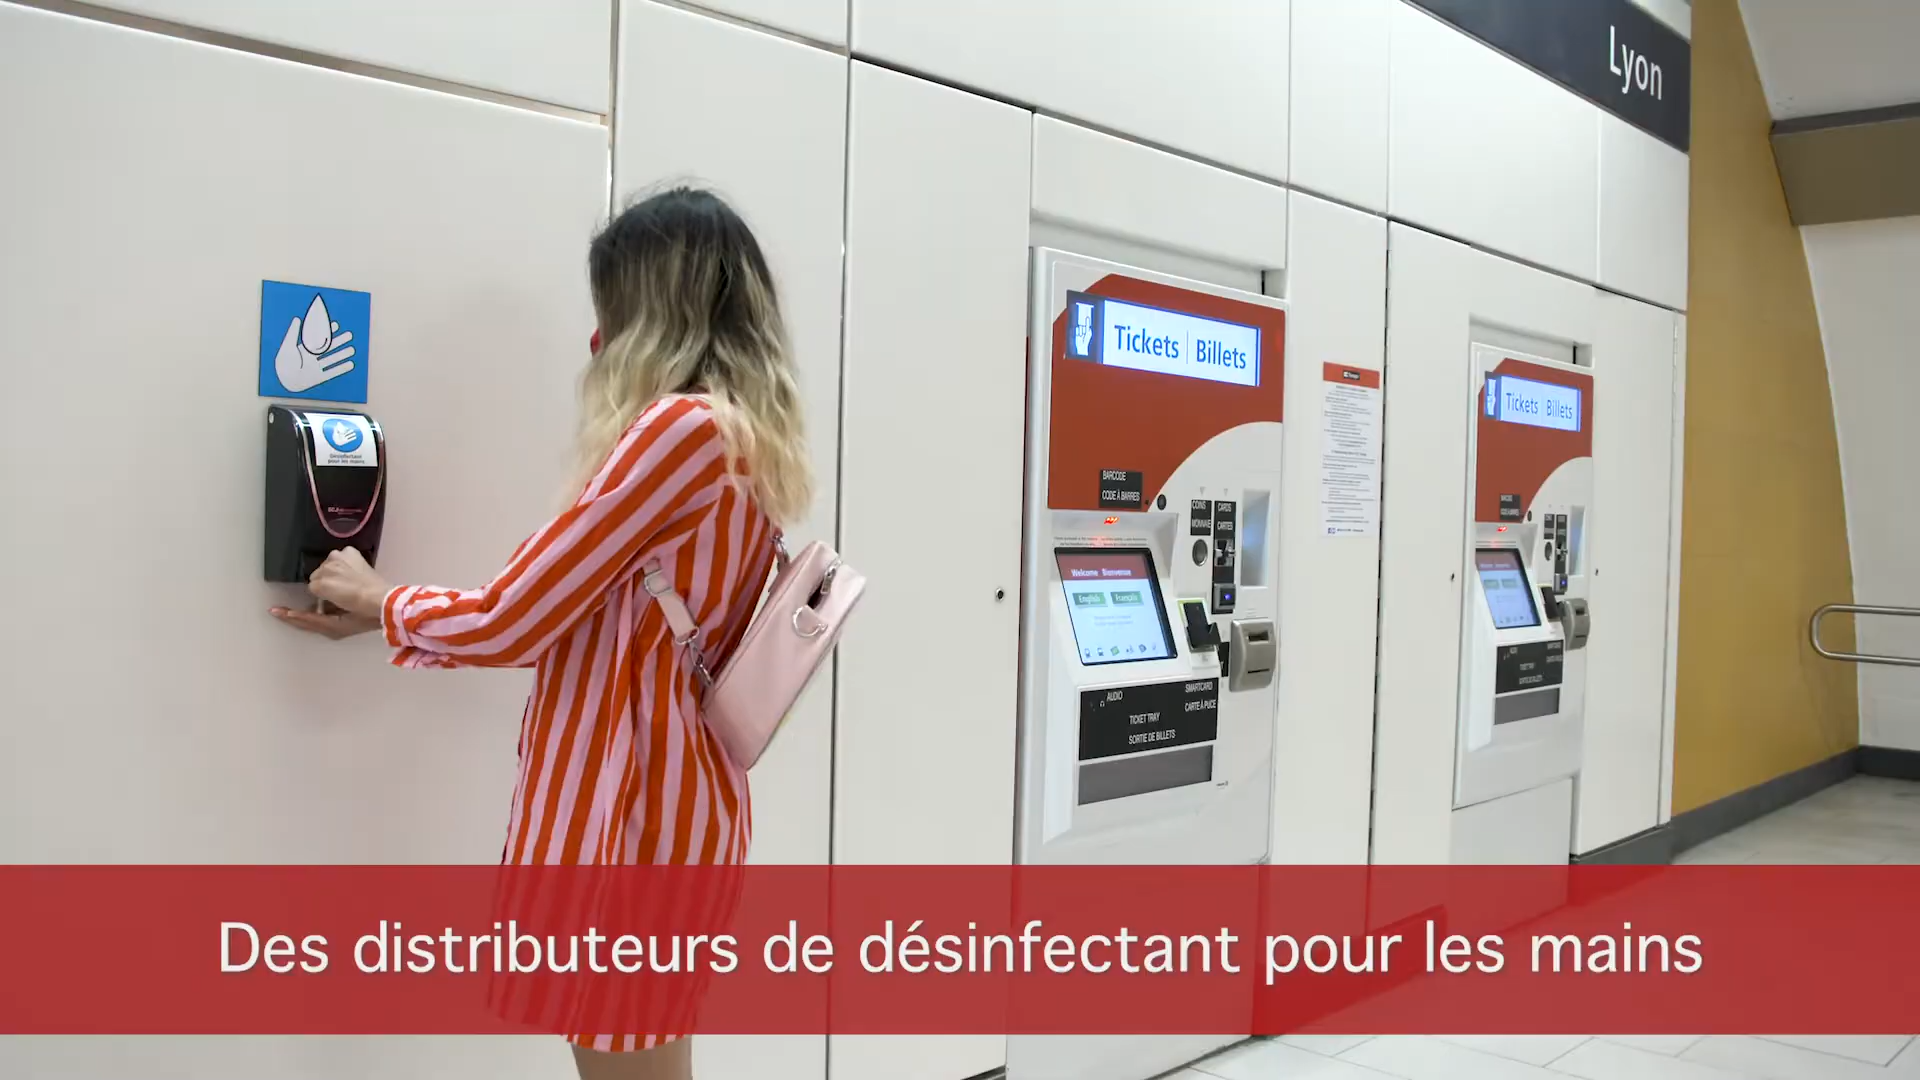 Lyon
Tickets | Billets
Tickets | Billets
Désinfectant
pour les mains
BARCODE
CODE À BARRES
COINS
MONNAIE
CARDS
CARTES
Welcome Bienvenue
English Français
AUDIO
SMARTCARD
CARTE À PUCE
TICKET TRAY
SORTIE DE BILLETS
Des distributeurs de désinfectant pour les mains